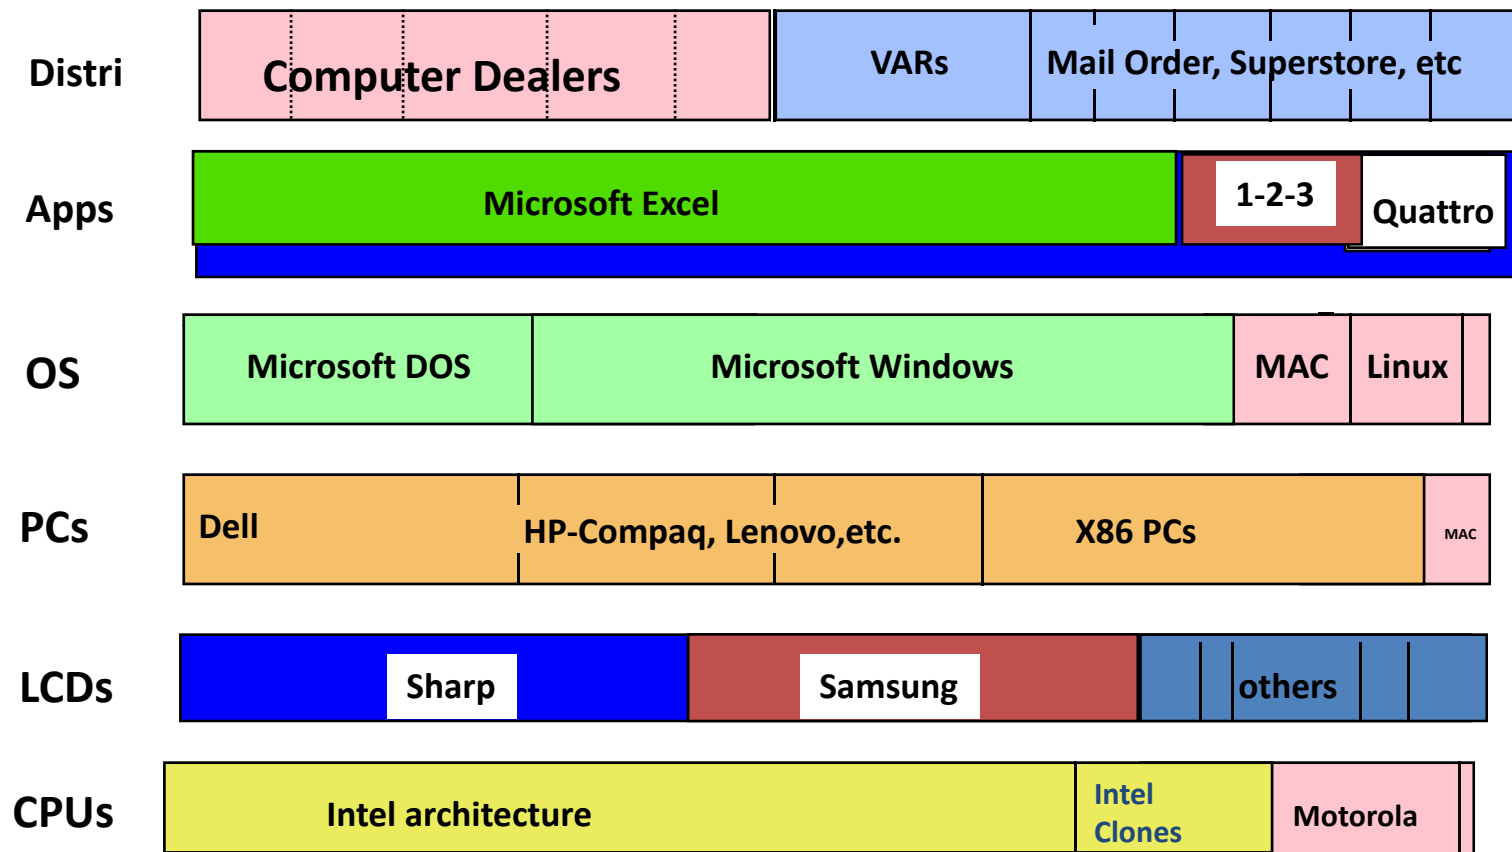 Distri
Computer Dealers
VARs
Mail Order, Superstore, etc
Apps
Microsoft Excel
1-2-3
Quattro
OS
Microsoft DOS
Microsoft Windows
MAC
Linux
PCs
Dell
HP-Compaq, Lenovo,etc.
X86 PCs
MAC
LCDs
Sharp
Samsung
others
CPUs
Intel architecture
Intel
Clones
Motorola